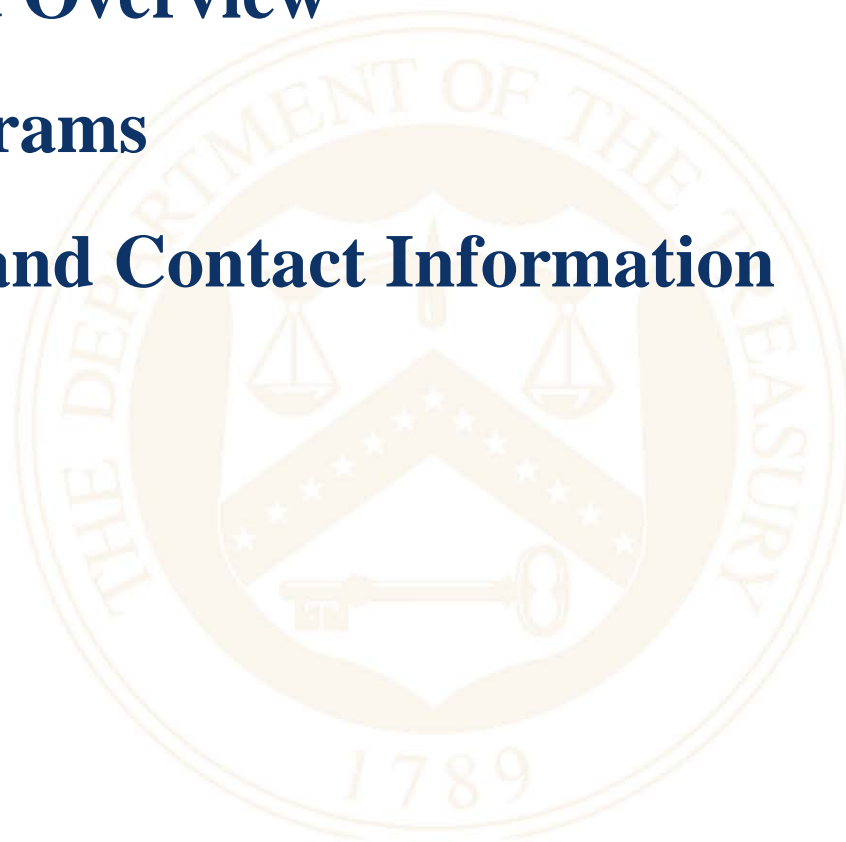 Overview
rams
and Contact Information
THE DEPARTMENT OF THE TREASURY
1789